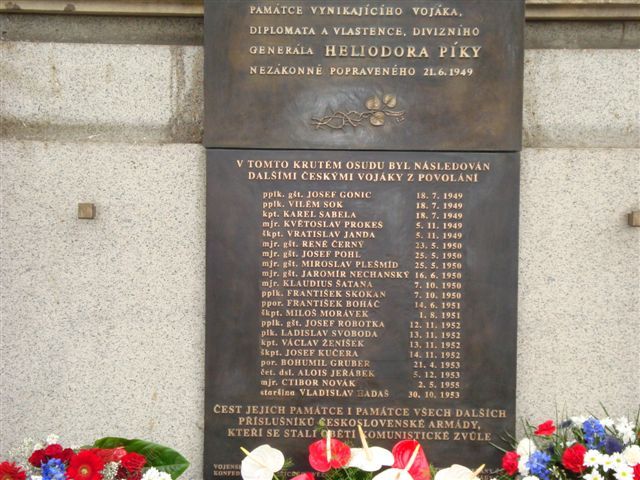 PAMÁTCE VYNIKAJÍCÍHO VOJÁKA,
DIPLOMATA A VLASTENCE, DIVIZNÍHO
GENERÁLA HELIODORA PÍKY
NEZÁKONNĚ POPRAVENÉHO 21.6.1949
V TOMTO KRUTÉM OSUDU BYL NÁSLEDOVÁN
DALŠÍMI ČESKÝMI VOJÁKY Z POVOLÁNÍ
pplk. gšt. JOSEF GONIC 18. 7. 1949
pplk. VILÉM SOK 18. 7. 1949
kpt. KAREL SABELA 18. 7. 1949
mjr. KVĚTOSLAV PROKEŠ 5. 11. 1949
škpt. VRATISLAV JANDA 5. 11. 1949
mjr. gšt. RENÉ ČERNÝ 23. 5. 1950
mjr. gšt. JOSEF POHL 25. 5. 1950
mjr. gšt. MIROSLAV PLEŠMÍD 25. 5. 1950
mjr. gšt. JAROMÍR NECHANSKÝ 16. 6. 1950
mjr. KLAUDIUS ŠATANA 7. 10. 1950
pplk. FRANTIŠEK SKOKAN 7. 10. 1950
ppor. FRANTIŠEK BOHÁČ 14. 6. 1951
škpt. MILOŠ MORÁVEK 1. 8. 1951
pplk. gšt. JOSEF ROBOTKA 12. 11. 1952
plk. LADISLAV SVOBODA 13. 11. 1952
kpt. VÁCLAV ŽENÍŠEK 13. 11. 1952
škpt. JOSEF KUČERA 14. 11. 1952
por. BOHUMIL GRUBER 21. 4. 1953
čet. dsl. ALOIS JEŘÁBEK 5. 12. 1953
mjr. CTIBOR NOVÁK 2. 5. 1955
staršina VLADISLAV HADAŠ 30. 10. 1953
ČEST JEJICH PAMÁTCE I PAMÁTCE VŠECH DALŠÍCH
PŘÍSLUŠNÍKŮ ČESKOSLOVENSKÉ ARMÁDY,
KTEŘÍ SE STALI OBĚTÍ KOMUNISTICKÉ ZVŮLE